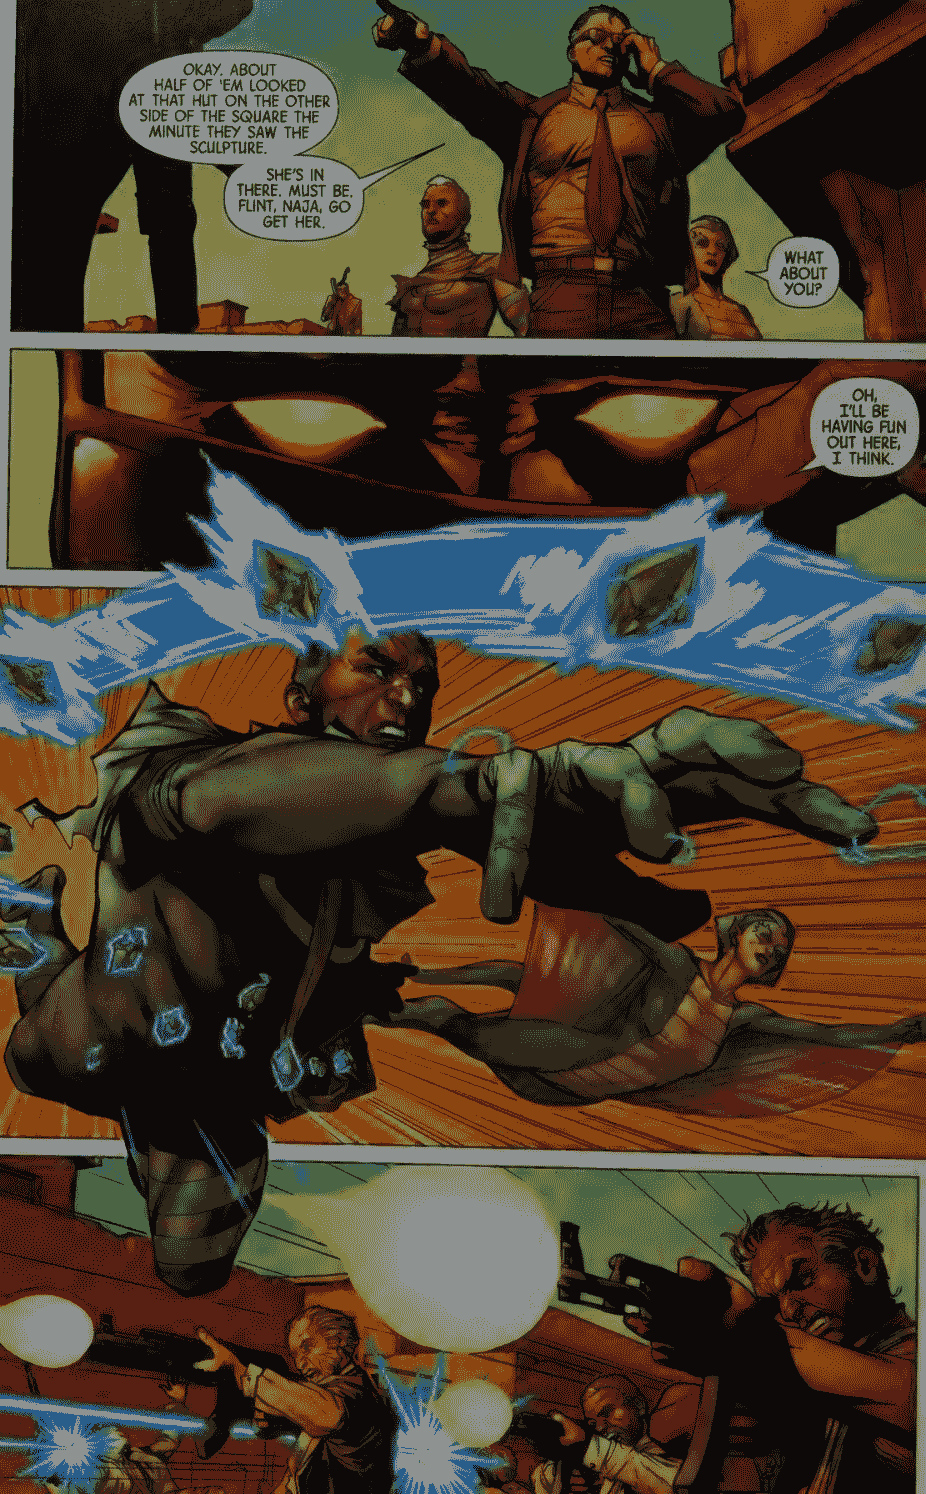 OKAY. ABOUT
HALF OF 'EM LOOKED
AT THAT HUT ON THE OTHER
SIDE OF THE SQUARE THE
MINUTE THEY SAW THE
SCULPTURE.
SHE'S IN
THERE. MUST BE.
FLINT, NAJA, GO
GET HER.
WHAT
ABOUT
YOU?
OH,
I'LL BE
HAVING FUN
OUT HERE,
I THINK.